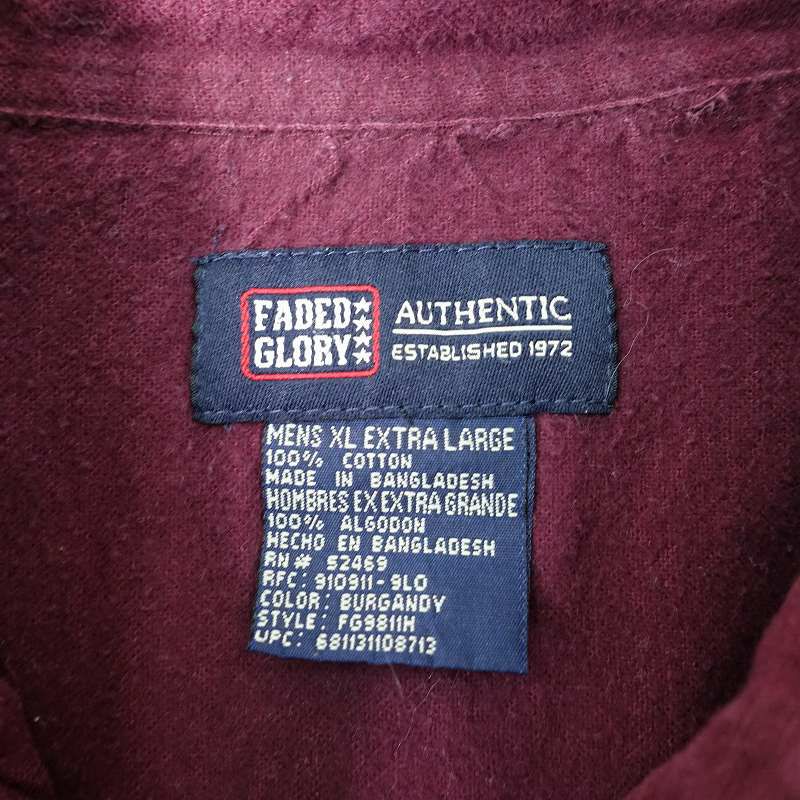 FADED
GLORY
AUTHENTIC
ESTABLISHED 1972
MENS XL EXTRA LARGE
100% COTTON
MADE IN BANGLADESH
HOMBRES EX EXTRA GRANDE
100% ALGODON
HECHO EN BANGLADESH
RN# 52469
RFC: 910911-9L0
COLOR: BURGANDY
STYLE: FG9811H
UPC: 681131108713